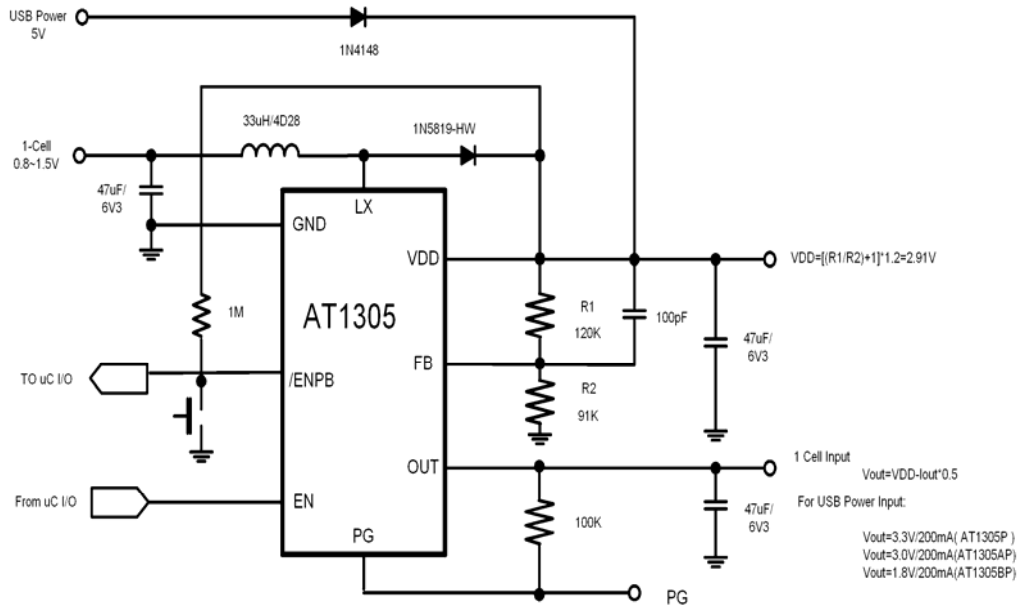 USB Power
5V
1N4148
33uH/4D28
1N5819-HW
1-Cell
0.8~1.5V
47uF/
6V3
LX
GND
VDD
VDD=[(R1/R2)+1]*1.2=2.91V
AT1305
1M
R1
120K
100pF
47uF/
6V3
FB
TO uC I/O
/ENPB
R2
91K
OUT
1 Cell Input
Vout=VDD-Iout*0.5
From uC I/O
EN
PG
100K
47uF/
6V3
For USB Power Input:
Vout=3.3V/200mA( AT1305P )
Vout=3.0V/200mA(AT1305AP)
Vout=1.8V/200mA(AT1305BP)
PG